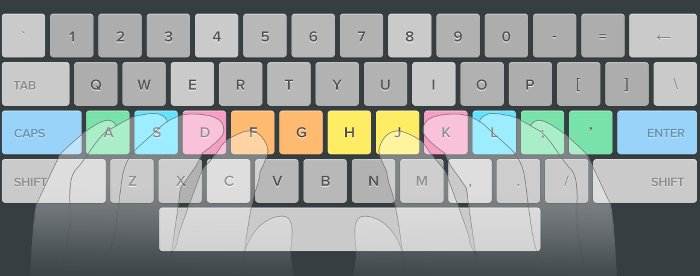 ` 1 2 3 4 5 6 7 8 9 0 - = ←
TAB Q W E R T Y U I O P [ ] \
CAPS A S D F G H J K L ; ' ENTER
SHIFT Z X C V B N M , . / SHIFT